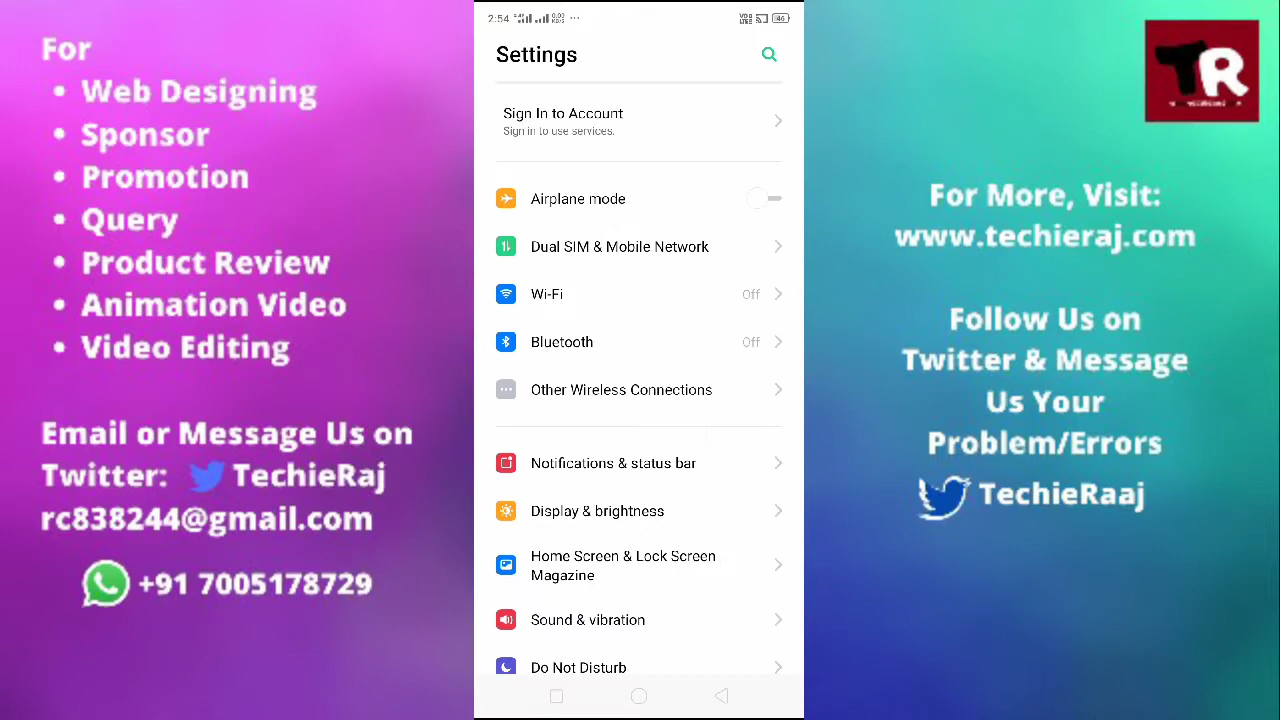 For
• Web Designing
• Sponsor
• Promotion
• Query
• Product Review
• Animation Video
• Video Editing
Email or Message Us on
Twitter: TechieRaj
rc838244@gmail.com
+91 7005178729
2:54
VoD LTE 46
Settings
Sign In to Account
Sign in to use services.
Airplane mode
Dual SIM & Mobile Network
Wi-Fi Off
Bluetooth Off
Other Wireless Connections
Notifications & status bar
Display & brightness
Home Screen & Lock Screen
Magazine
Sound & vibration
Do Not Disturb
TR
For More, Visit:
www.techieraj.com
Follow Us on
Twitter & Message
Us Your
Problem/Errors
TechieRaaj